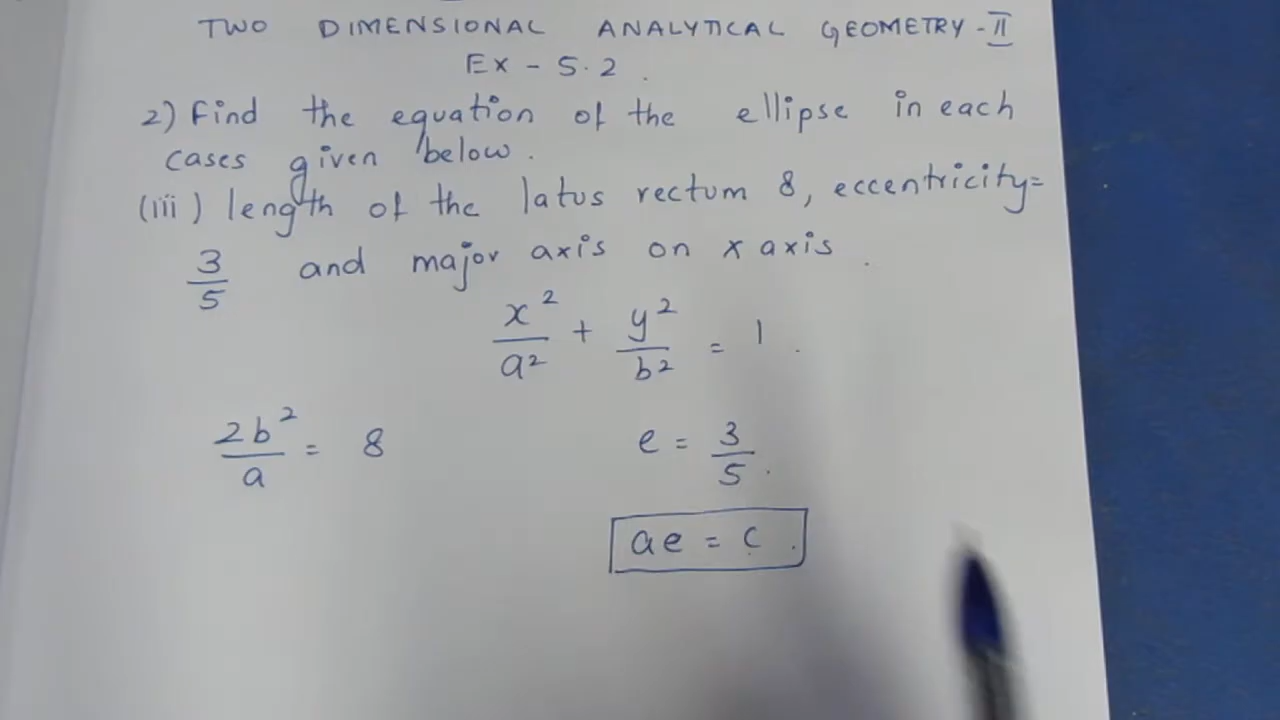 TWO DIMENSIONAL ANALYTICAL GEOMETRY - II
Ex - 5.2.
2) Find the equation of the ellipse in each
cases given below.
(iii) length of the latus rectum 8, eccentricity=
3/5 and major axis on x axis.
x²/a² + y²/b² = 1.
2b²/a = 8
e = 3/5.
ae = c.